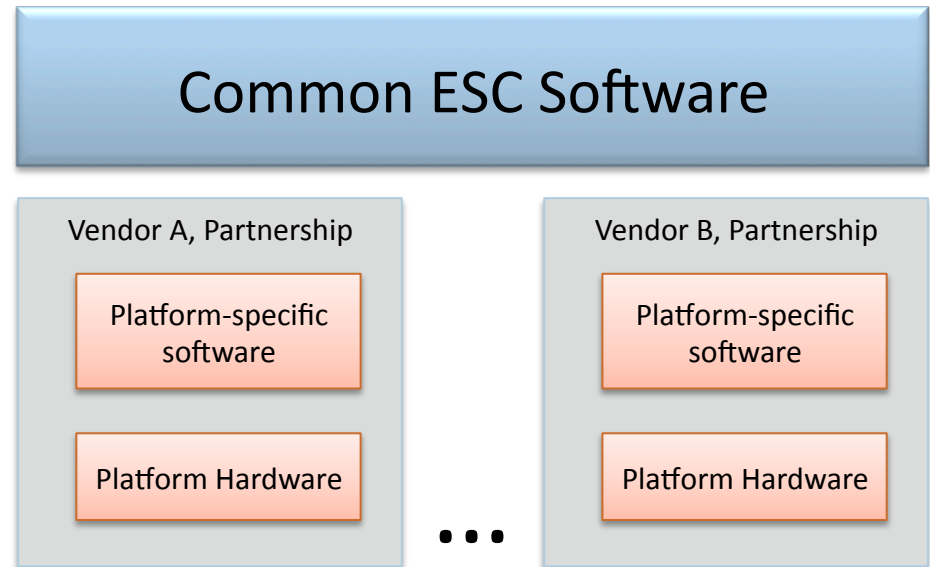 Common ESC Software
Vendor A, Partnership
Platform-specific
software
Platform Hardware
...
Vendor B, Partnership
Platform-specific
software
Platform Hardware